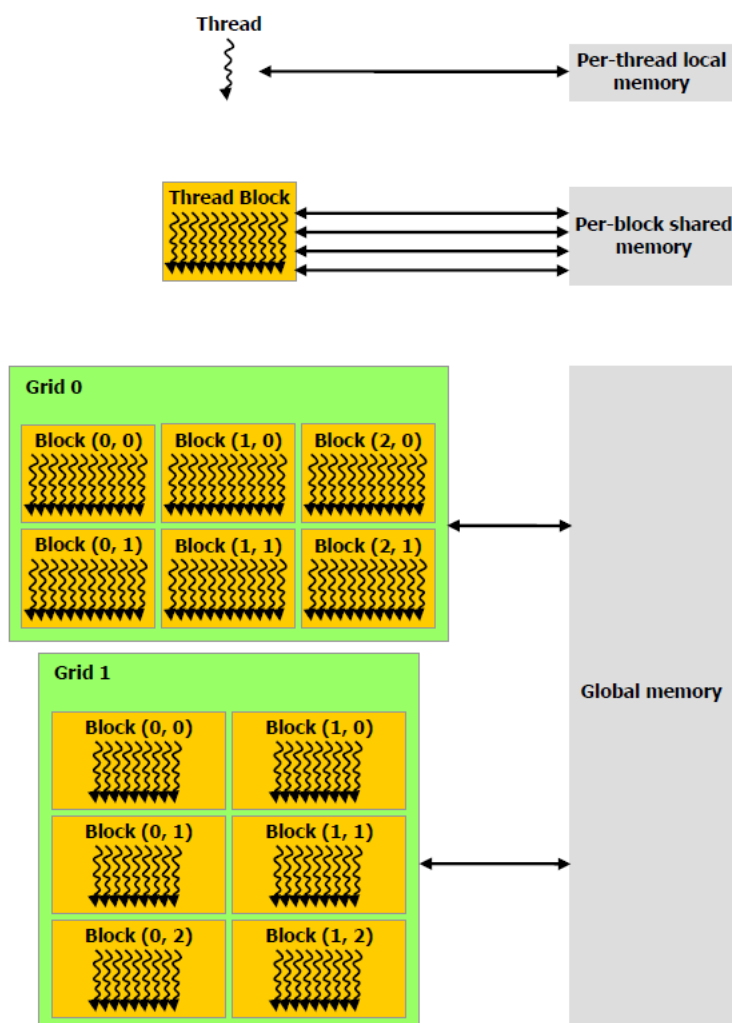 Thread
Per-thread local
memory
Thread Block
Per-block shared
memory
Grid 0
Block (0, 0) Block (1, 0) Block (2, 0)
Block (0, 1) Block (1, 1) Block (2, 1)
Global memory
Grid 1
Block (0, 0) Block (1, 0)
Block (0, 1) Block (1, 1)
Block (0, 2) Block (1, 2)